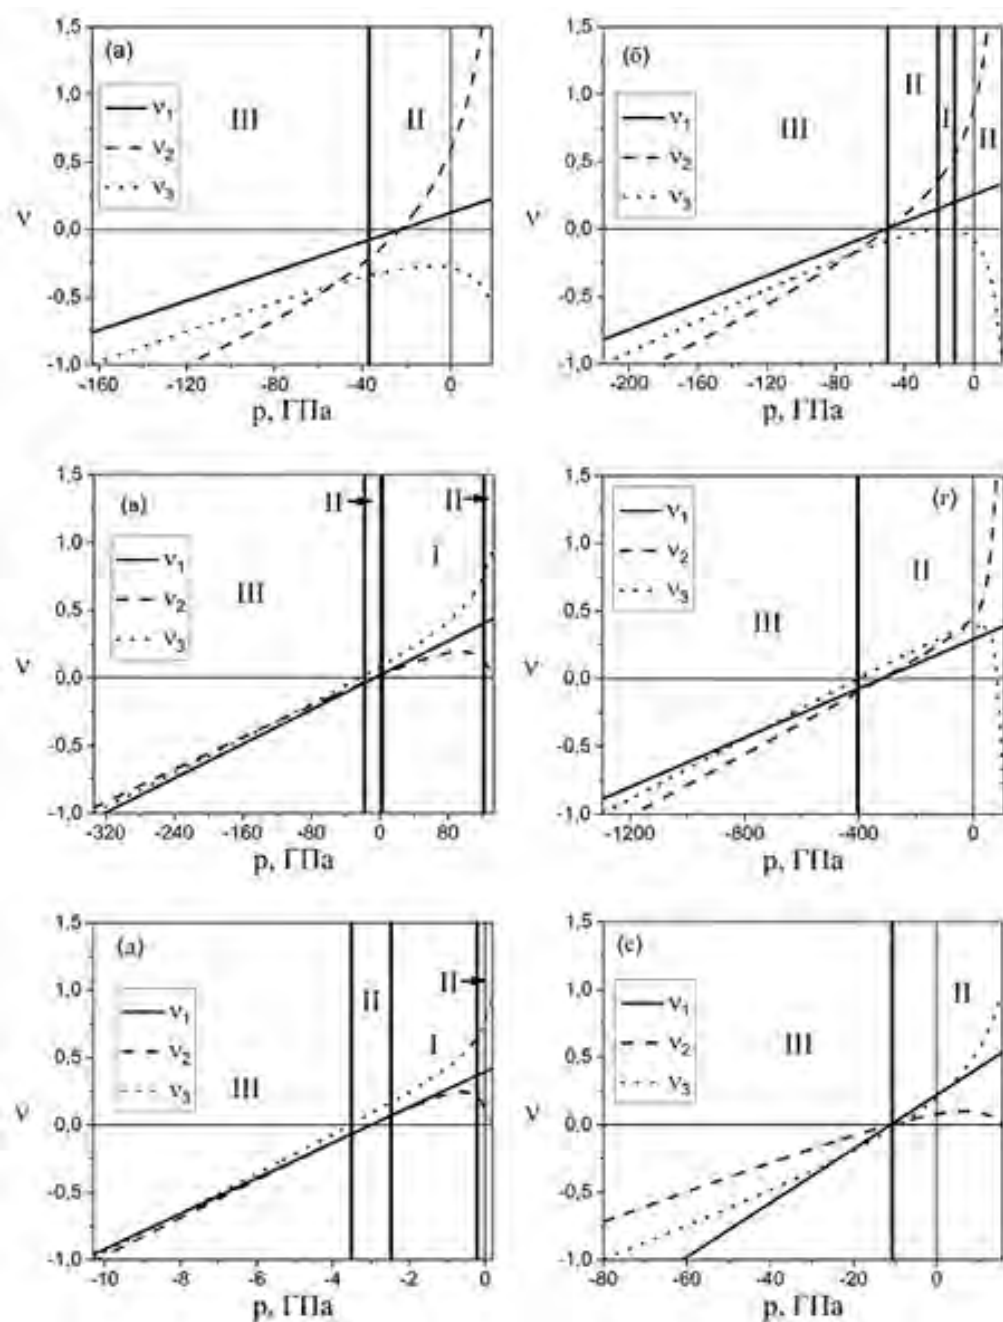 (а)
1,5
1,0
0,5
0,0
-0,5
-1,0
ν
ν₁
ν₂
ν₃
III
II
-160 -120 -80 -40 0
p, ГПа
(б)
1,5
1,0
0,5
0,0
-0,5
-1,0
ν
ν₁
ν₂
ν₃
III
II
I
II
-200 -160 -120 -80 -40 0
p, ГПа
(в)
1,5
1,0
0,5
0,0
-0,5
-1,0
ν
ν₁
ν₂
ν₃
III
II
I
II
-320 -240 -160 -80 0 80
p, ГПа
(г)
1,5
1,0
0,5
0,0
-0,5
-1,0
ν
ν₁
ν₂
ν₃
III
II
-1200 -800 -400 0
p, ГПа
(д)
1,5
1,0
0,5
0,0
-0,5
-1,0
ν
ν₁
ν₂
ν₃
III
II
I
II
-10 -8 -6 -4 -2 0
p, ГПа
(е)
1,5
1,0
0,5
0,0
-0,5
-1,0
ν
ν₁
ν₂
ν₃
III
II
-80 -60 -40 -20 0
p, ГПа